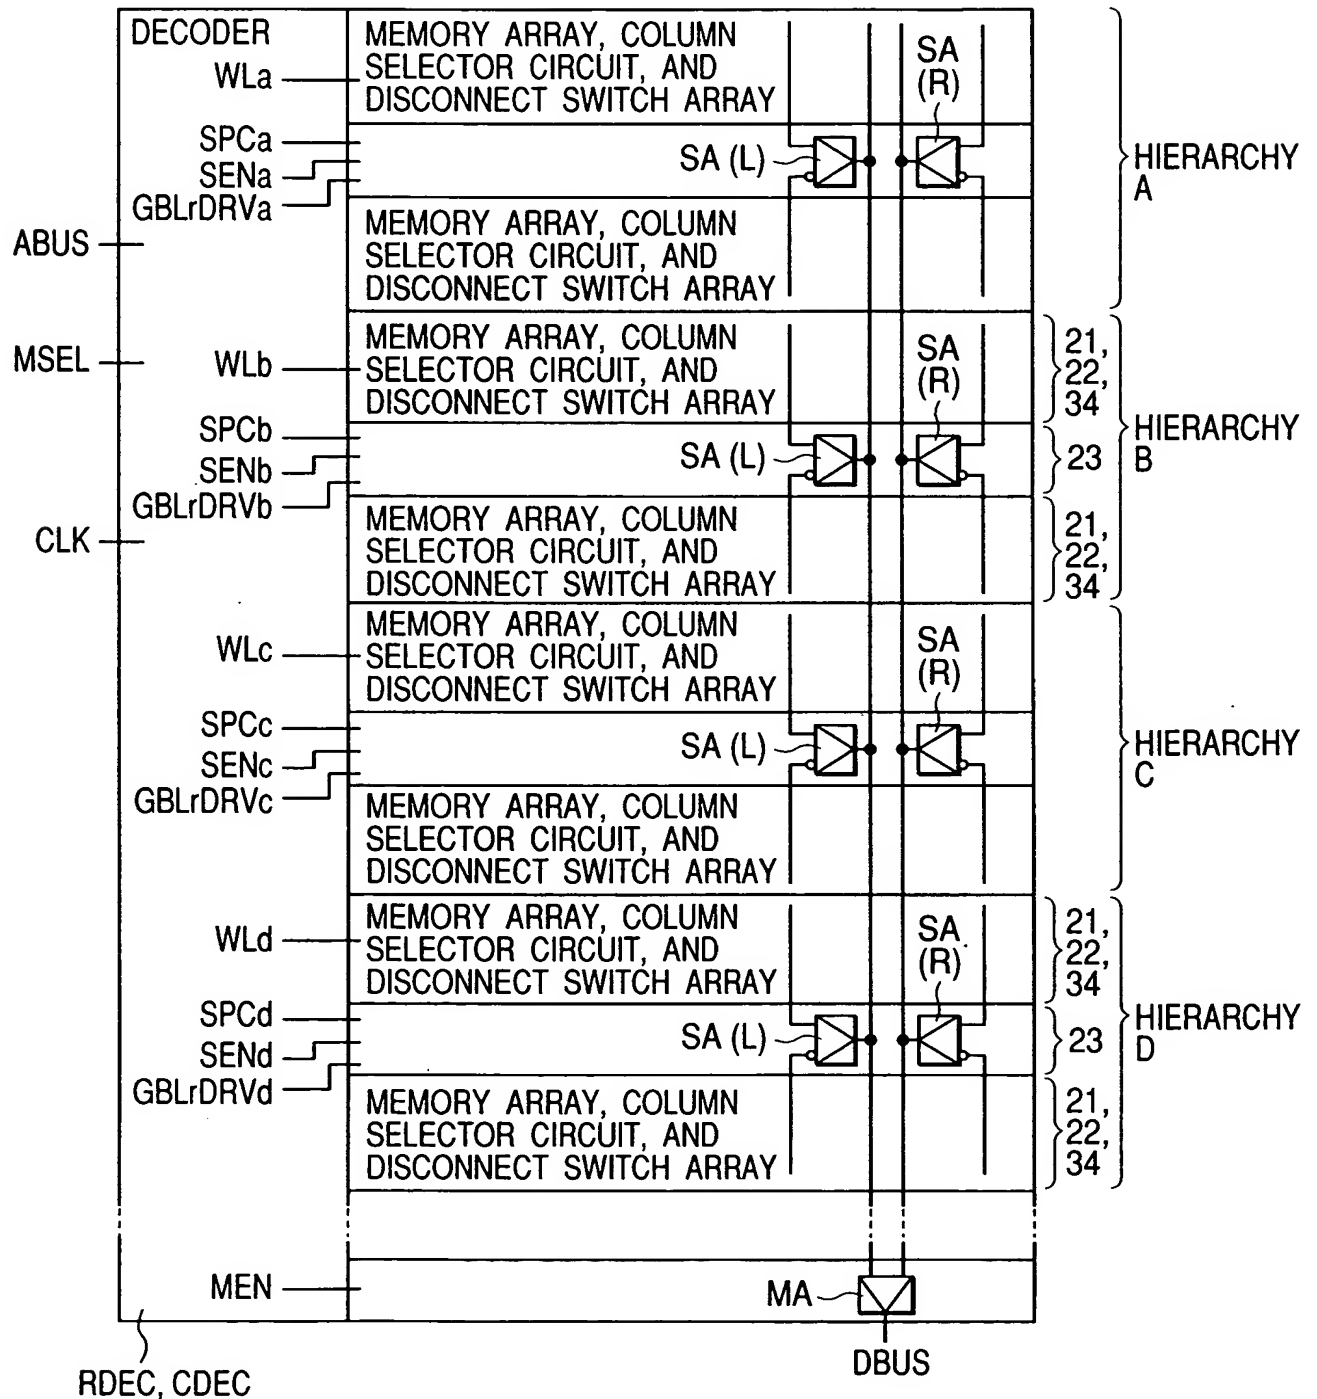 DECODER
MEMORY ARRAY, COLUMN
SELECTOR CIRCUIT, AND
DISCONNECT SWITCH ARRAY
SA
(R)
WLa
SPCa
SENa
GBLrDRVa
SA (L)
HIERARCHY
A
ABUS
MEMORY ARRAY, COLUMN
SELECTOR CIRCUIT, AND
DISCONNECT SWITCH ARRAY
MSEL
WLb
MEMORY ARRAY, COLUMN
SELECTOR CIRCUIT, AND
DISCONNECT SWITCH ARRAY
SA
(R)
21,
22,
34
SPCb
SENb
GBLrDRVb
SA (L)
23
HIERARCHY
B
CLK
MEMORY ARRAY, COLUMN
SELECTOR CIRCUIT, AND
DISCONNECT SWITCH ARRAY
21,
22,
34
WLc
MEMORY ARRAY, COLUMN
SELECTOR CIRCUIT, AND
DISCONNECT SWITCH ARRAY
SA
(R)
SPCc
SENc
GBLrDRVc
SA (L)
HIERARCHY
C
MEMORY ARRAY, COLUMN
SELECTOR CIRCUIT, AND
DISCONNECT SWITCH ARRAY
WLd
MEMORY ARRAY, COLUMN
SELECTOR CIRCUIT, AND
DISCONNECT SWITCH ARRAY
SA
(R)
21,
22,
34
SPCd
SENd
GBLrDRVd
SA (L)
23
HIERARCHY
D
MEMORY ARRAY, COLUMN
SELECTOR CIRCUIT, AND
DISCONNECT SWITCH ARRAY
21,
22,
34
MEN
MA
DBUS
RDEC, CDEC